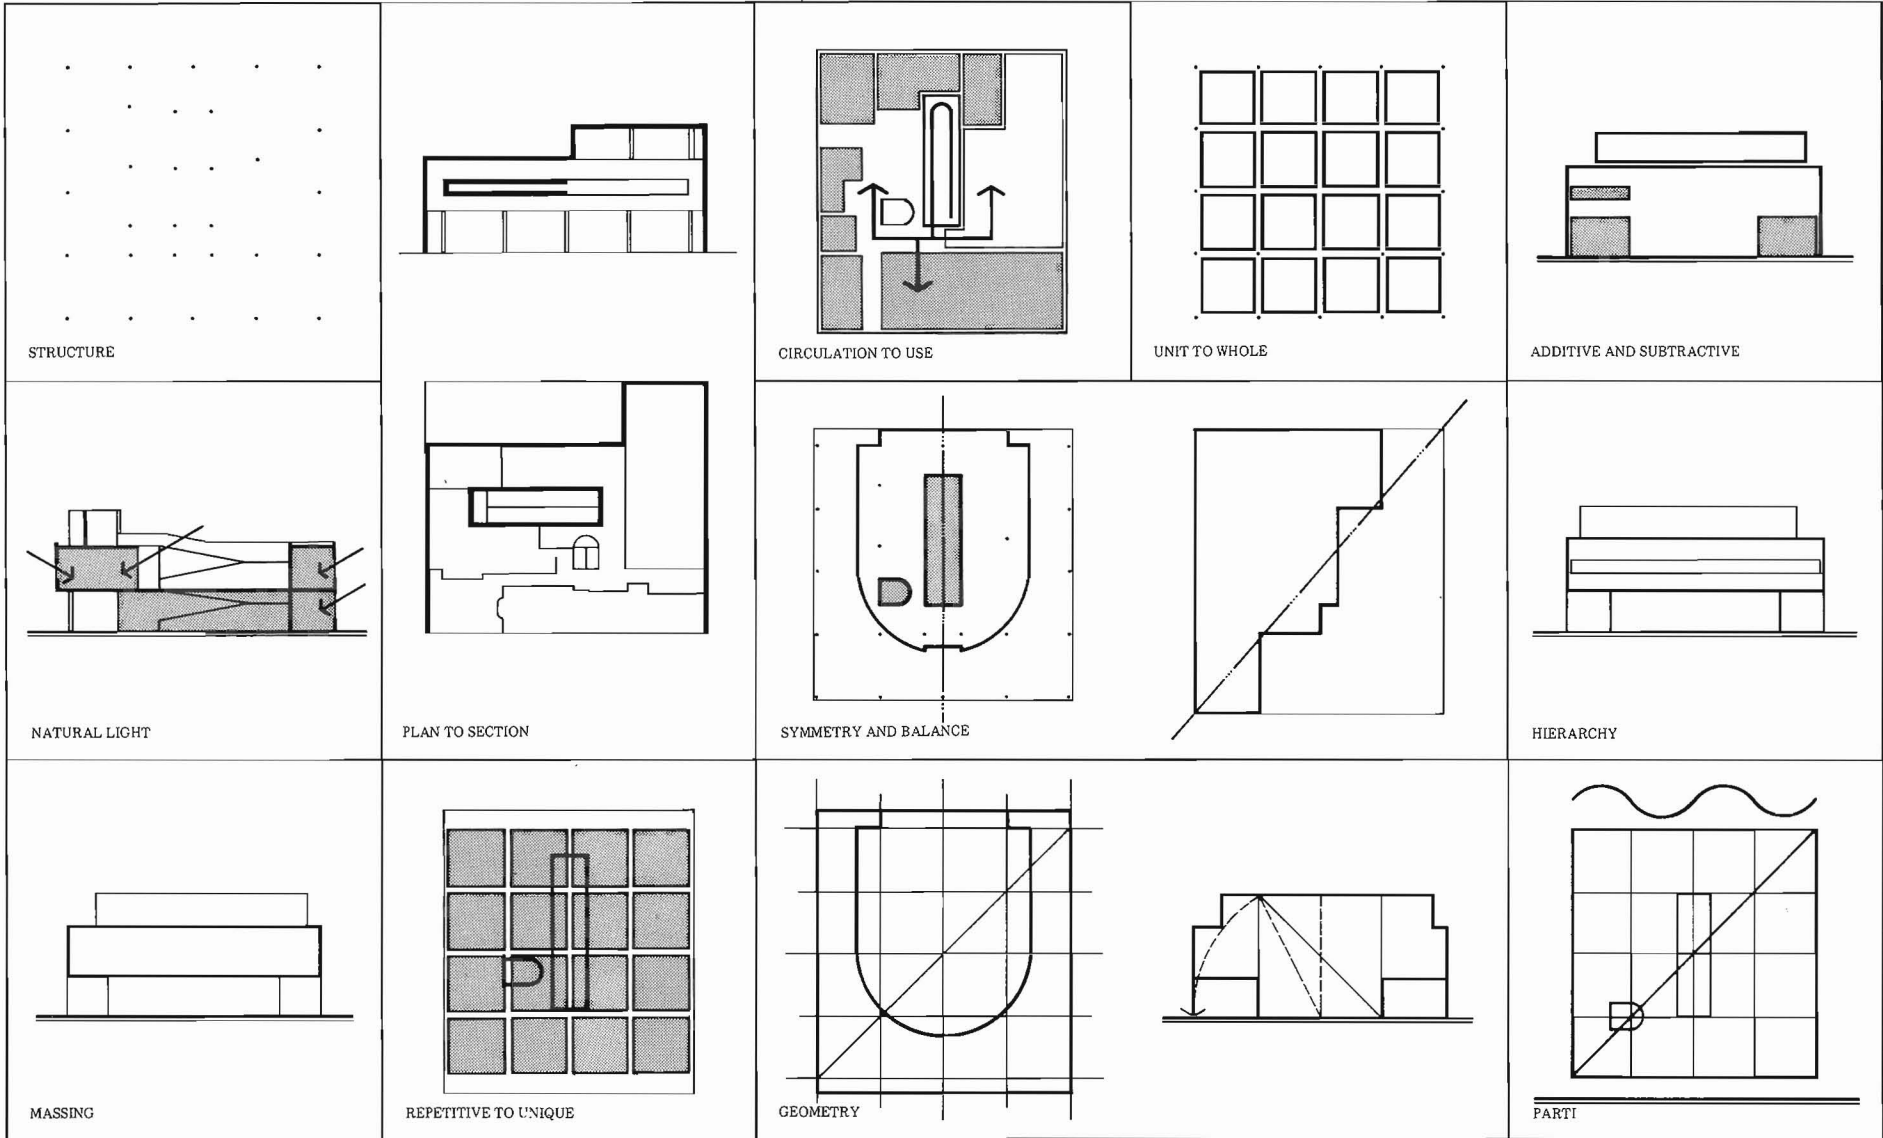 STRUCTURE
CIRCULATION TO USE
UNIT TO WHOLE
ADDITIVE AND SUBTRACTIVE
NATURAL LIGHT
PLAN TO SECTION
SYMMETRY AND BALANCE
HIERARCHY
MASSING
REPETITIVE TO UNIQUE
GEOMETRY
PARTI